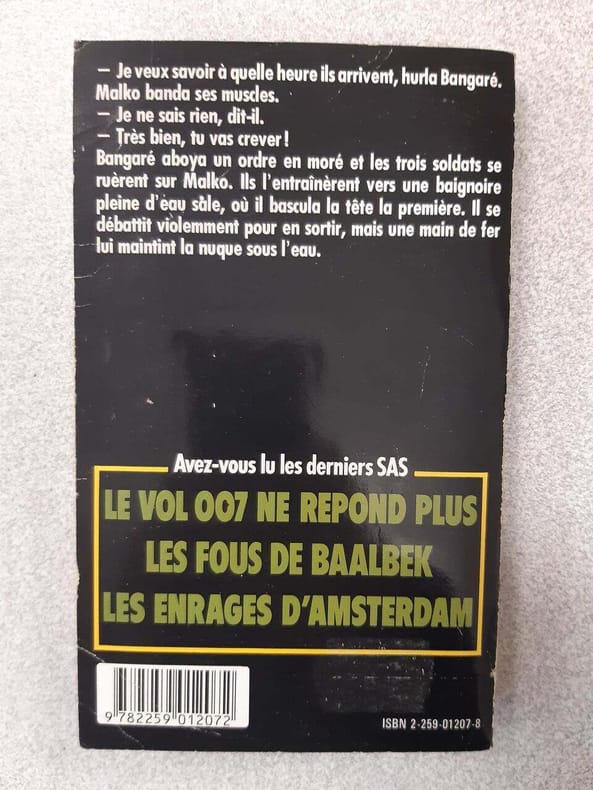 – Je veux savoir à quelle heure ils arrivent, hurla Bangaré.
Malko banda ses muscles.
– Je ne sais rien, dit-il.
– Très bien, tu vas crever !
Bangaré aboya un ordre en moré et les trois soldats se
ruèrent sur Malko. Ils l'entraînèrent vers une baignoire
pleine d'eau sàle, où il bascula la tête la première. Il se
débattit violemment pour en sortir, mais une main de fer
lui maintint la nuque sous l'eau.
Avez-vous lu les derniers SAS
LE VOL 007 NE REPOND PLUS
LES FOUS DE BAALBEK
LES ENRAGES D'AMSTERDAM
9 782259 012072
ISBN 2-259-01207-8